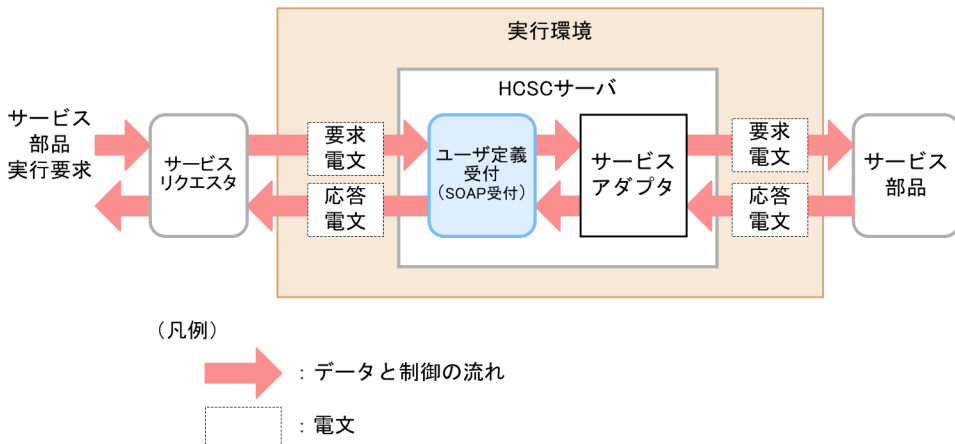 実行環境
HCSCサーバ
サービス
部品
実行要求
サービス
リクエスタ
要求
電文
応答
電文
ユーザ定義
受付
（SOAP受付）
サービス
アダプタ
要求
電文
応答
電文
サービス
部品
（凡例）
：データと制御の流れ
：電文